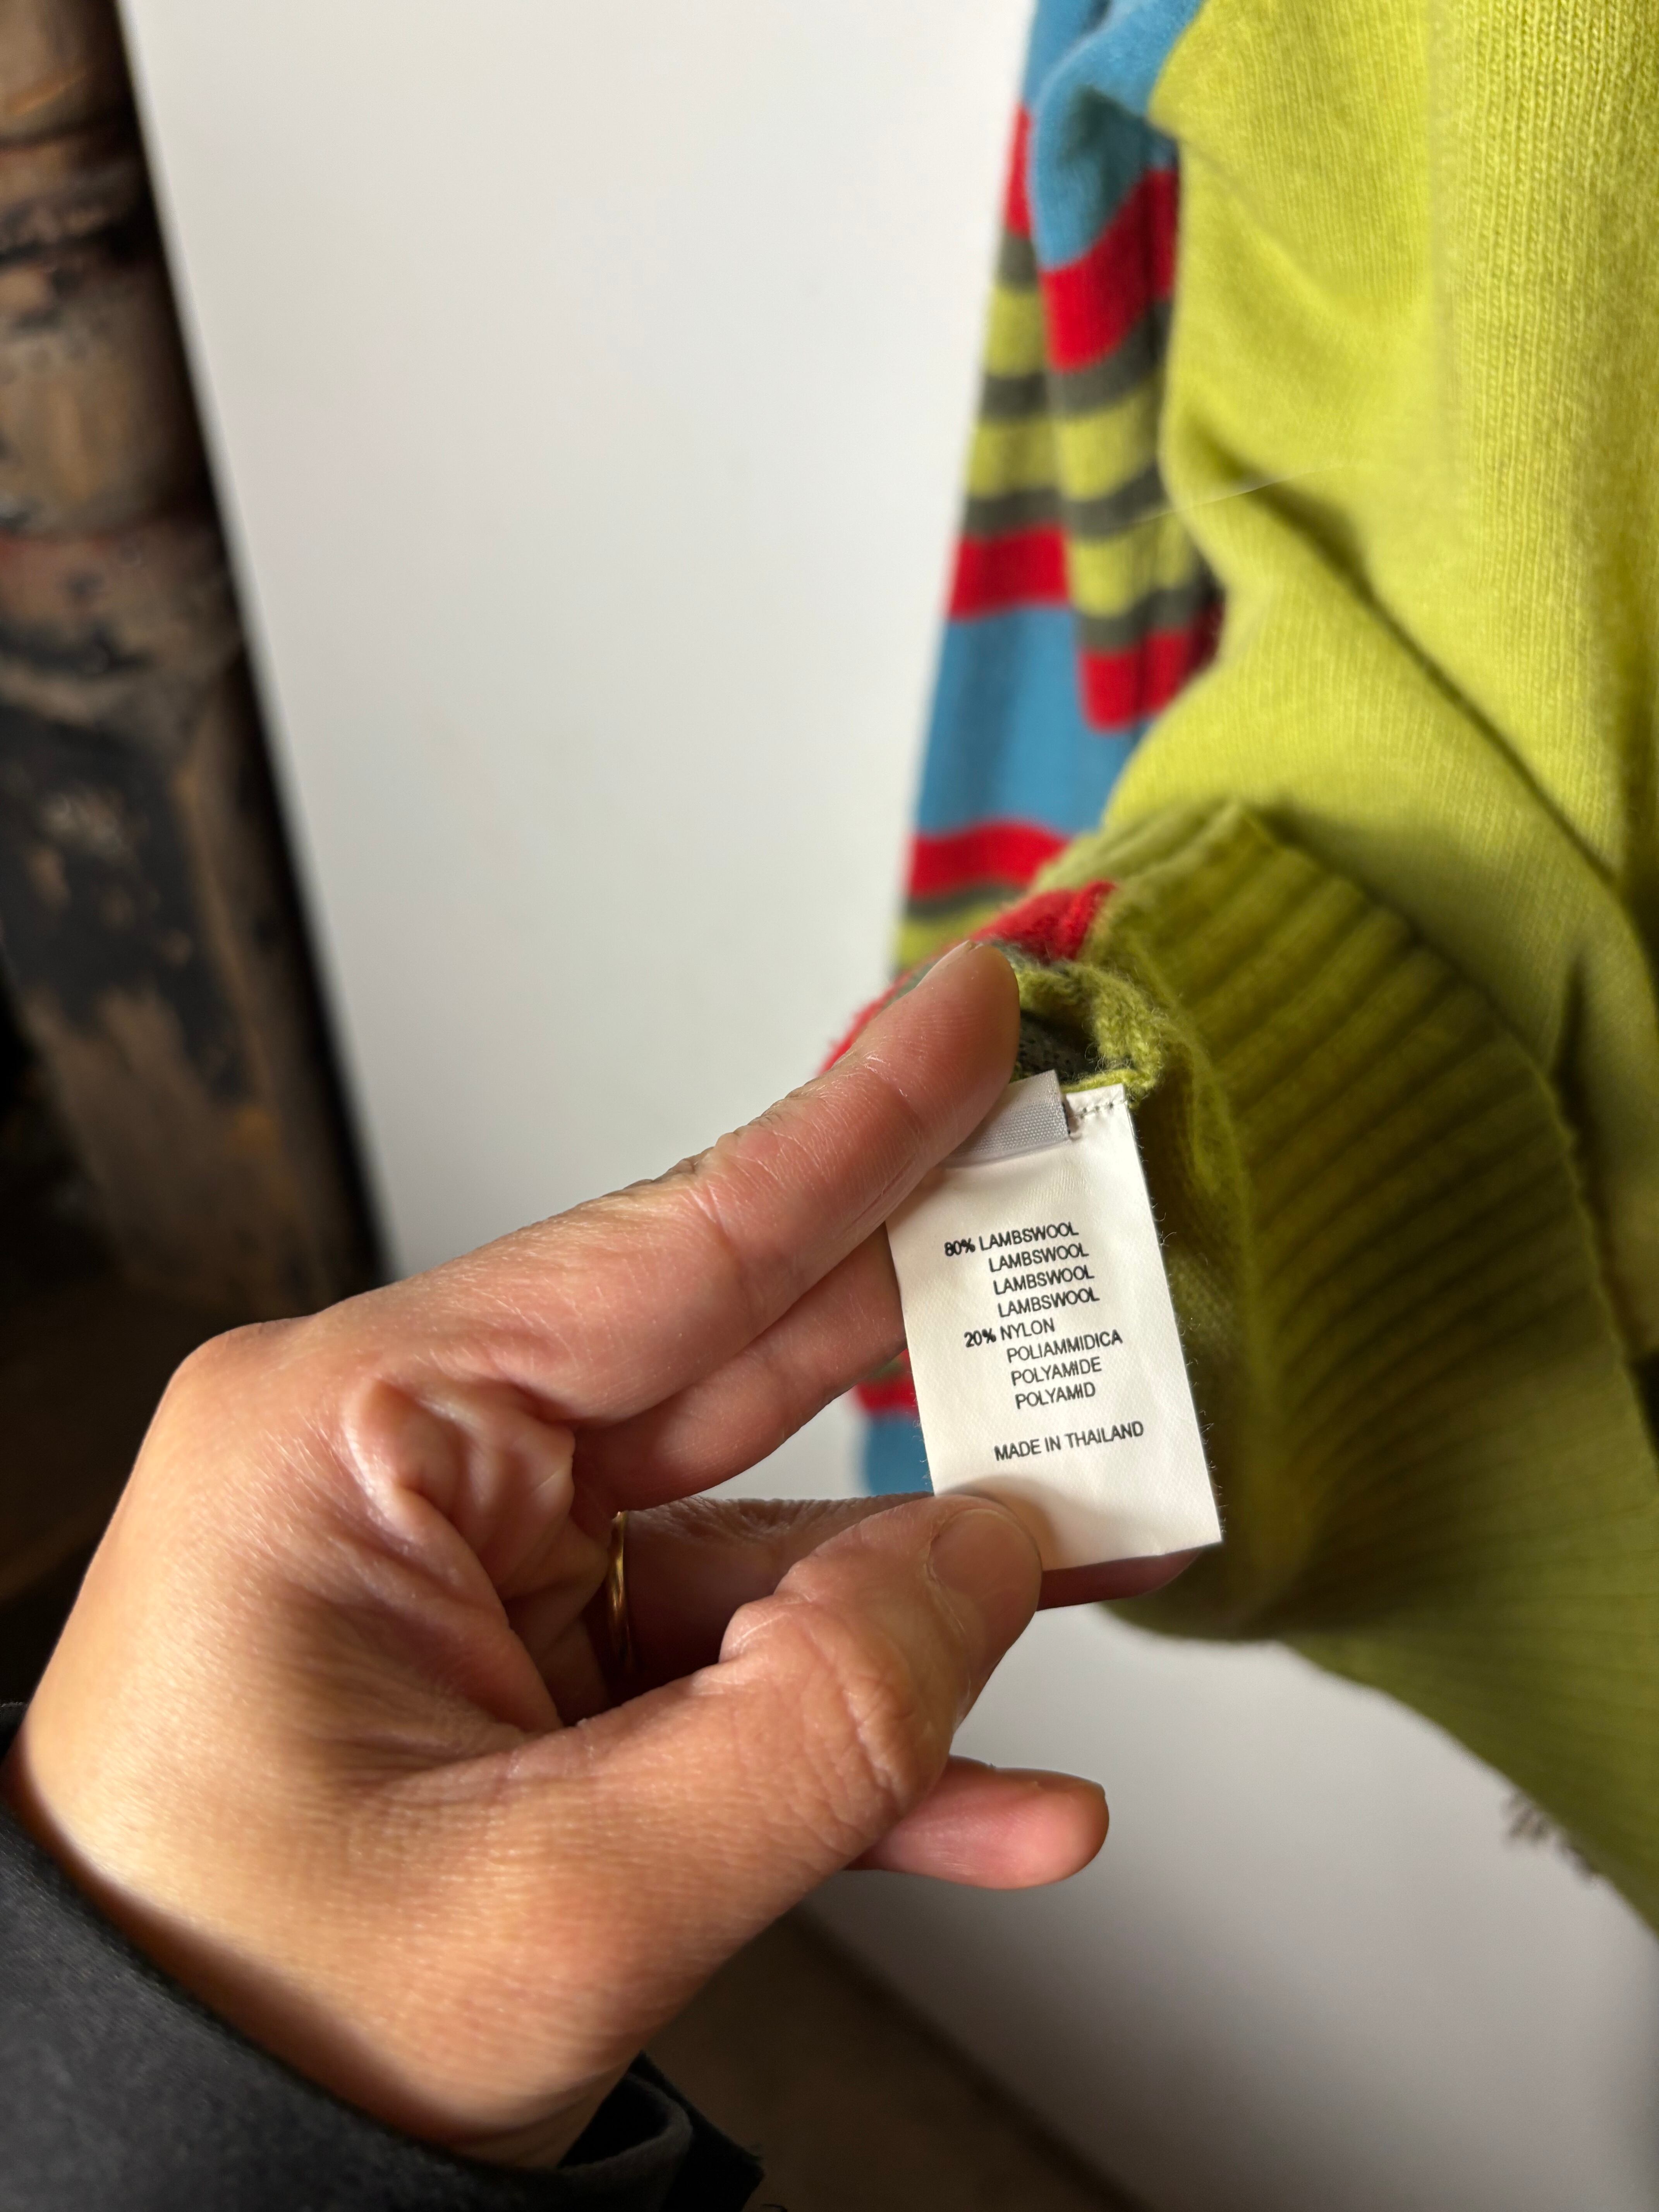 80% LAMBSWOOL
LAMBSWOOL
LAMBSWOOL
LAMBSWOOL
20% NYLON
POLIAMMIDICA
POLYAMIDE
POLYAMID
MADE IN THAILAND